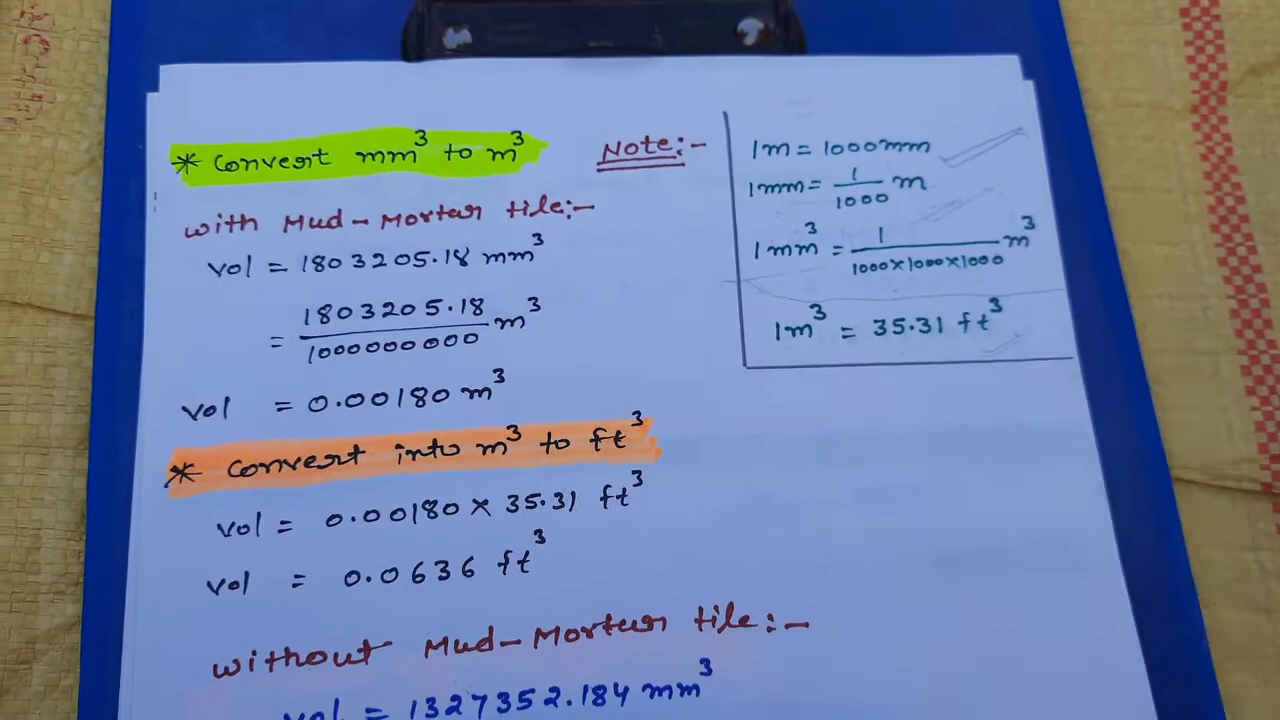 * Convert mm³ to m³
Note:-
1m = 1000mm
1mm = 1/1000 m
1mm³ = 1/1000×1000×1000 m³
1m³ = 35.31 ft³
with Mud-Mortar tile:-
vol = 1803205.18 mm³
= 1803205.18/1000000000 m³
vol = 0.00180 m³
* Convert into m³ to ft³
vol = 0.00180 × 35.31 ft³
vol = 0.0636 ft³
without Mud-Mortar tile:-
vol = 1327352.184 mm³